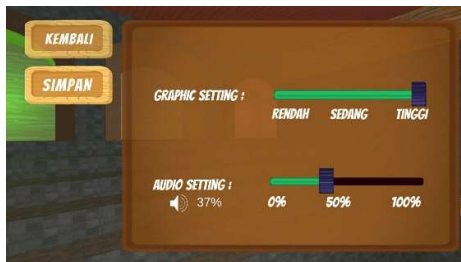 KEMBALI
SIMPAN
GRAPHIC SETTING :
RENDAH SEDANG TINGGI
AUDIO SETTING :
37% 0% 50% 100%